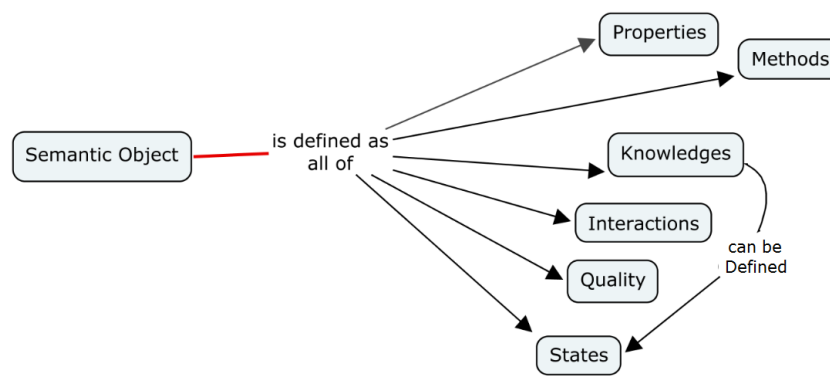 Properties
Methods
is defined as
all of
Semantic Object
Knowledges
Interactions
can be
Defined
Quality
States